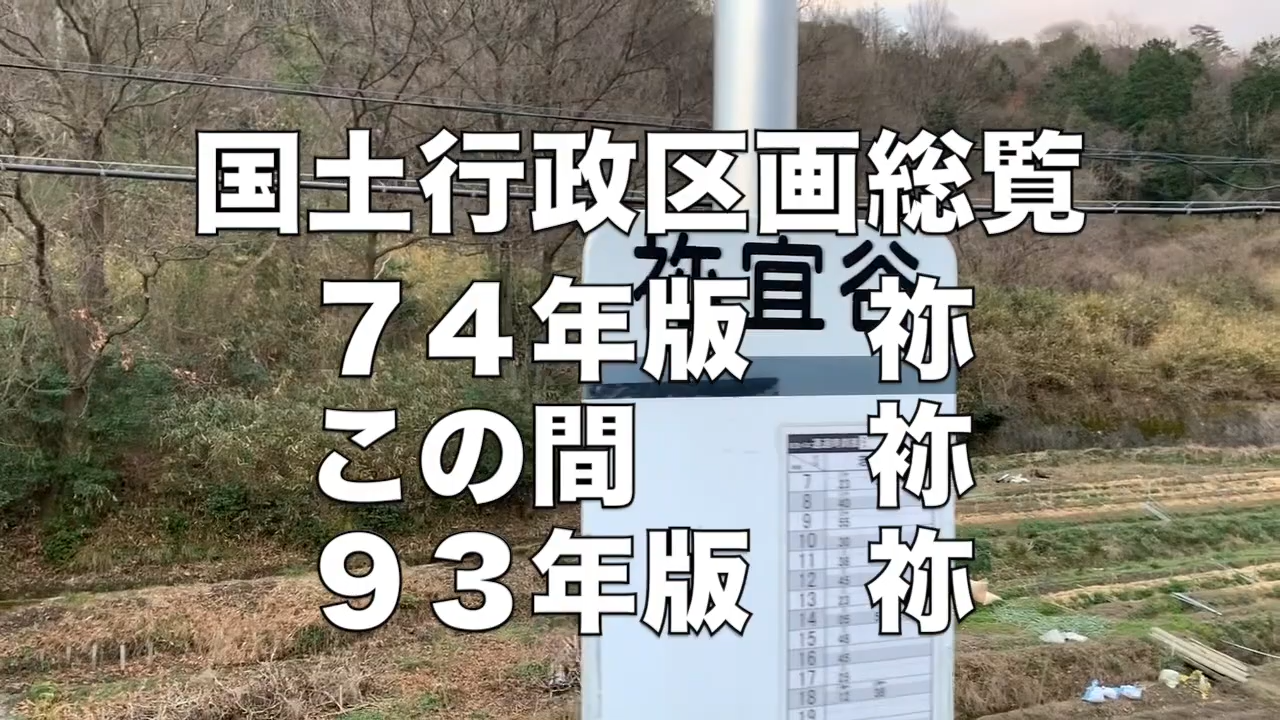 国土行政区画総覧
祢宜谷
７４年版　祢
この間　袮
９３年版　祢
7
8
9
10
11
12
13
14
15
16
17
18